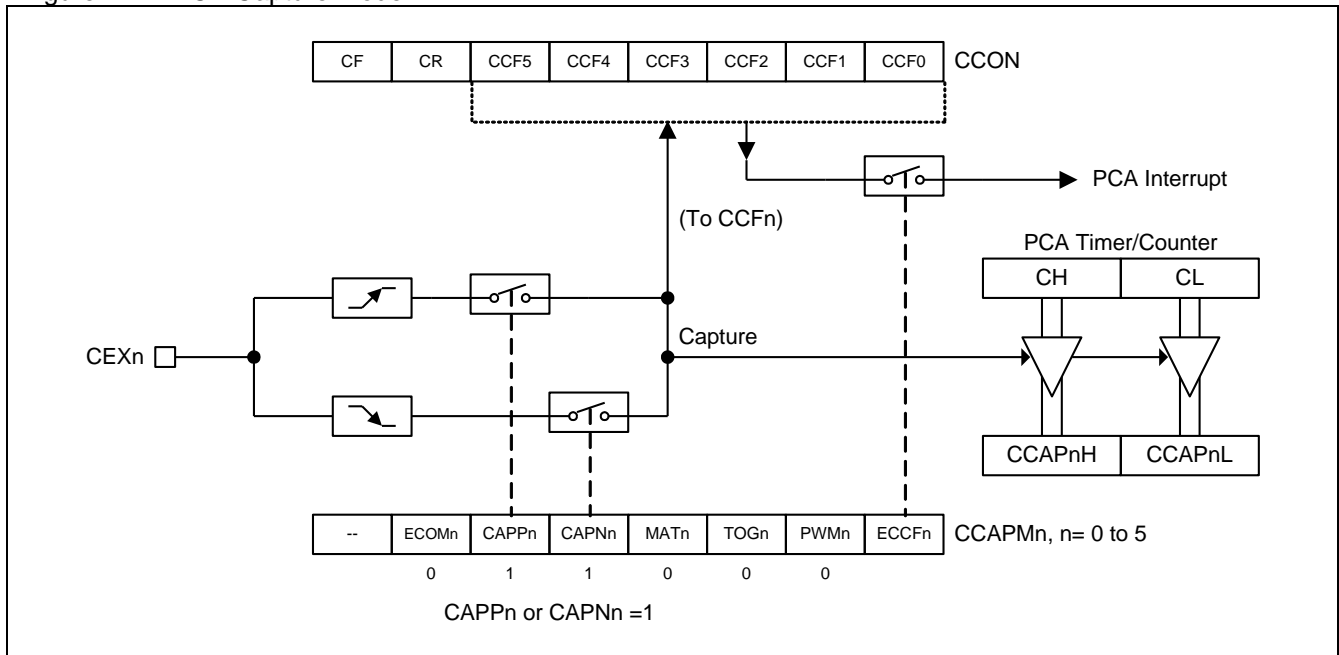 CF CR CCF5 CCF4 CCF3 CCF2 CCF1 CCF0 CCON
PCA Interrupt
(To CCFn)
PCA Timer/Counter
CH CL
Capture
CEXn
CCAPnH CCAPnL
-- ECOMn CAPPn CAPNn MATn TOGn PWMn ECCFn CCAPMn, n= 0 to 5
0 1 1 0 0 0
CAPPn or CAPNn =1